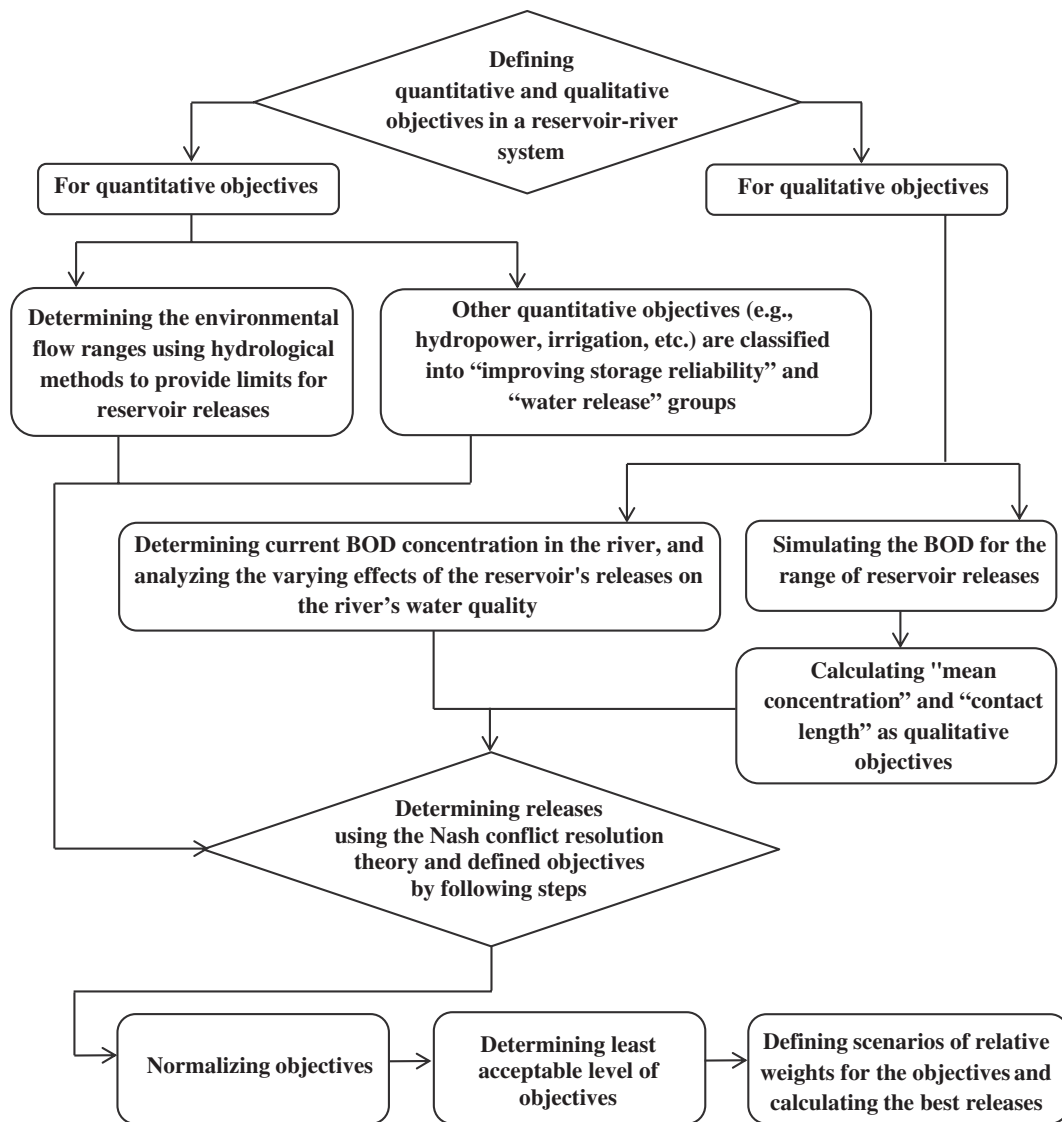 Defining
quantitative and qualitative
objectives in a reservoir-river
system
For quantitative objectives
For qualitative objectives
Determining the environmental
flow ranges using hydrological
methods to provide limits for
reservoir releases
Other quantitative objectives (e.g.,
hydropower, irrigation, etc.) are classified
into “improving storage reliability” and
“water release” groups
Determining current BOD concentration in the river, and
analyzing the varying effects of the reservoir's releases on
the river’s water quality
Simulating the BOD for the
range of reservoir releases
Calculating "mean
concentration” and “contact
length” as qualitative
objectives
Determining releases
using the Nash conflict resolution
theory and defined objectives
by following steps
Normalizing objectives
Determining least
acceptable level of
objectives
Defining scenarios of relative
weights for the objectives and
calculating the best releases